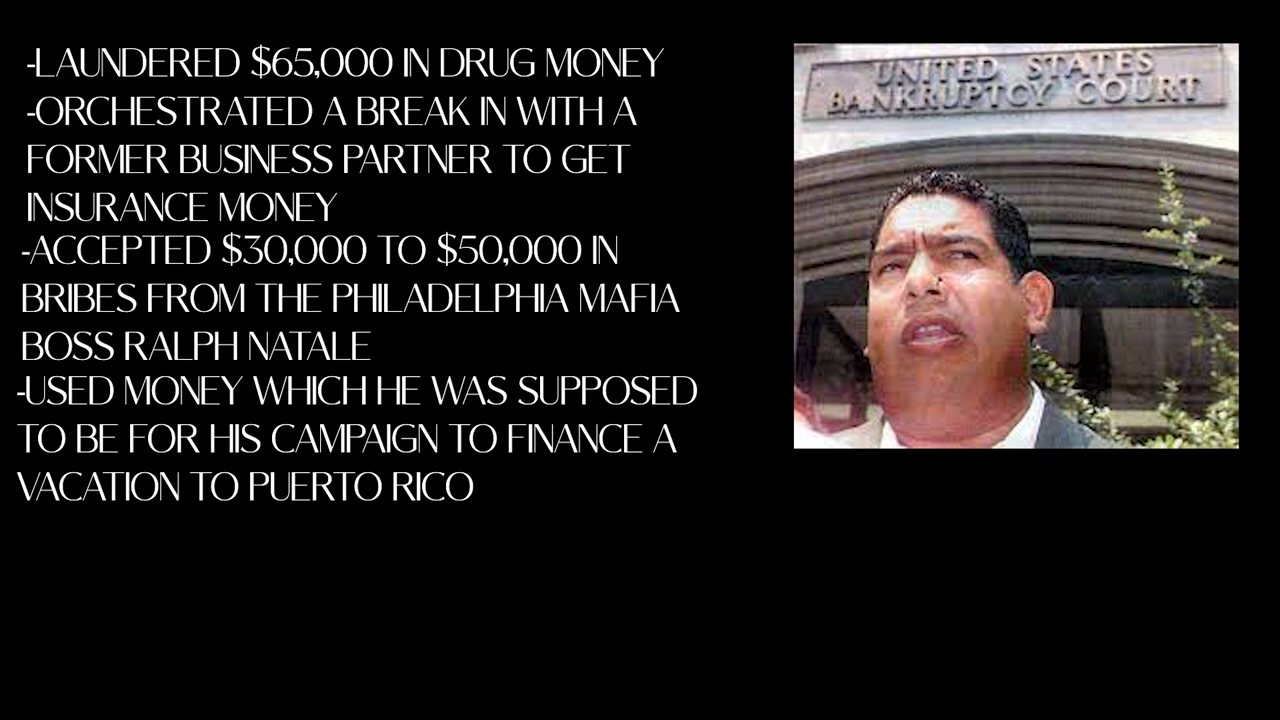 -LAUNDERED $65,000 IN DRUG MONEY
-ORCHESTRATED A BREAK IN WITH A
FORMER BUSINESS PARTNER TO GET
INSURANCE MONEY
-ACCEPTED $30,000 TO $50,000 IN
BRIBES FROM THE PHILADELPHIA MAFIA
BOSS RALPH NATALE
-USED MONEY WHICH HE WAS SUPPOSED
TO BE FOR HIS CAMPAIGN TO FINANCE A
VACATION TO PUERTO RICO
UNITED STATES
BANKRUPTCY COURT